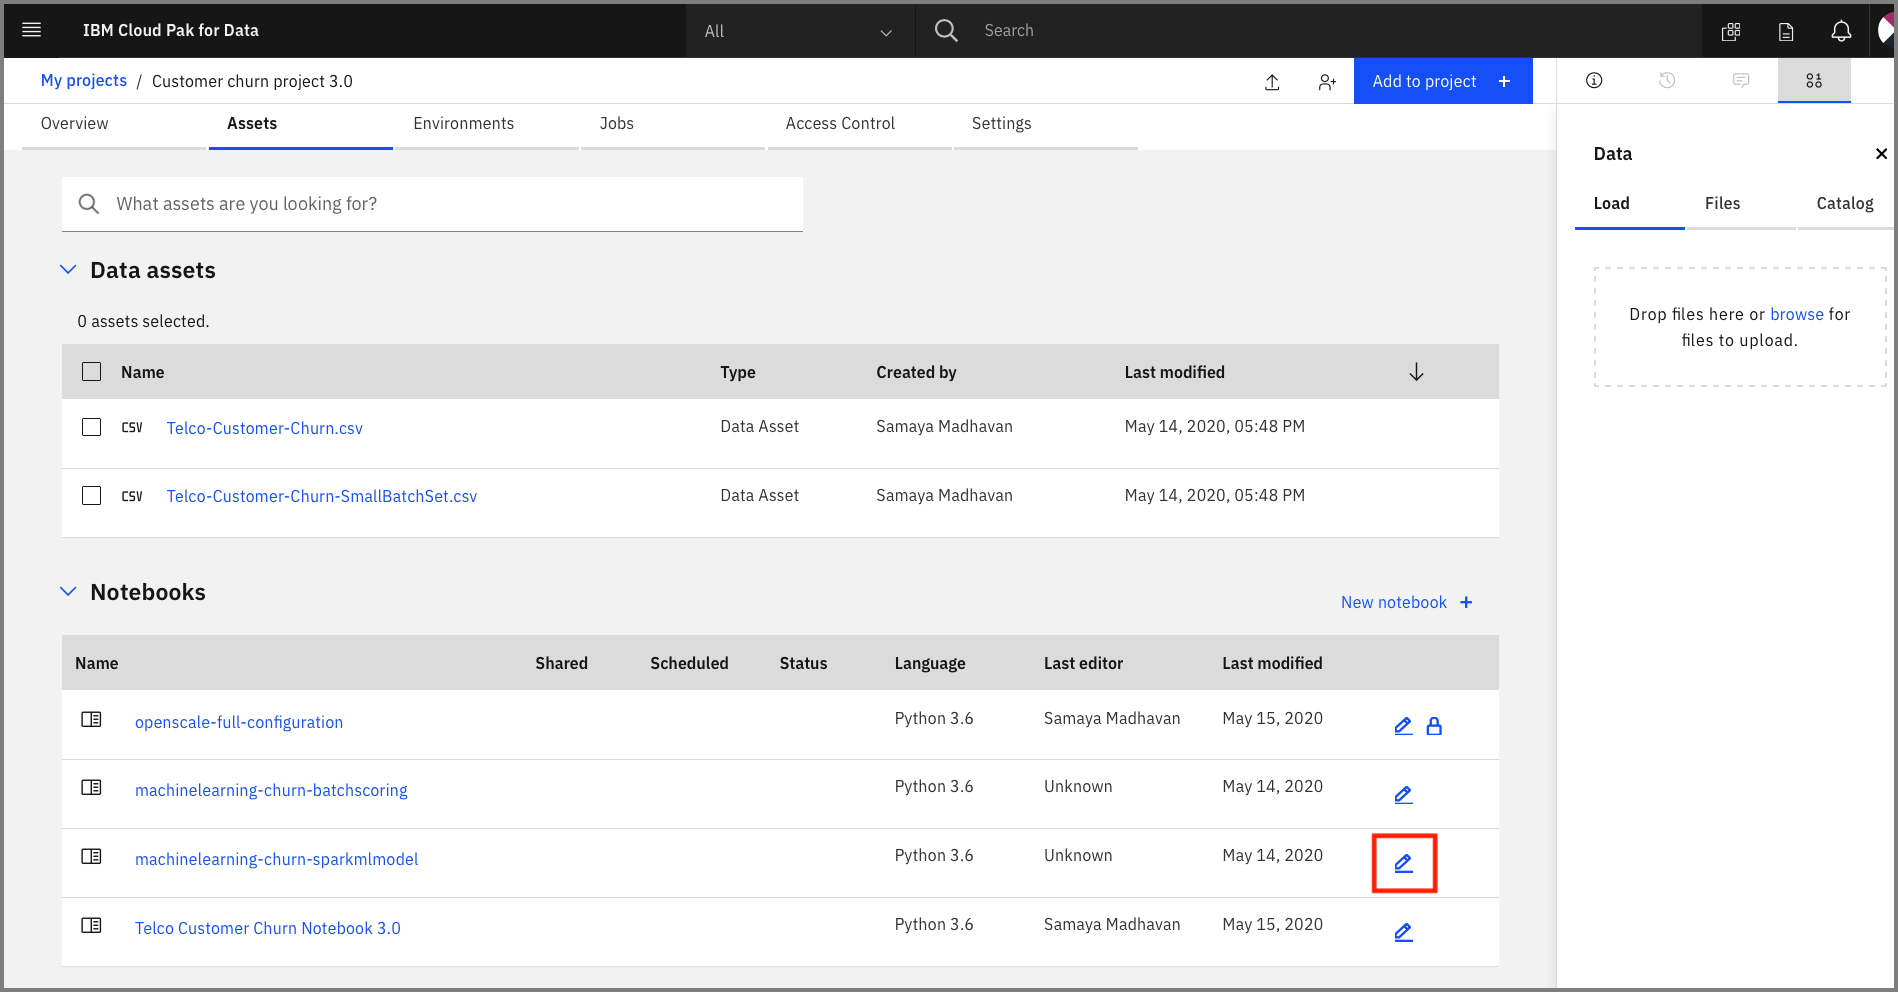 IBM Cloud Pak for Data All Search
My projects / Customer churn project 3.0 Add to project +
Overview Assets Environments Jobs Access Control Settings
What assets are you looking for?
Data assets
0 assets selected.
Name Type Created by Last modified
CSV Telco-Customer-Churn.csv Data Asset Samaya Madhavan May 14, 2020, 05:48 PM
CSV Telco-Customer-Churn-SmallBatchSet.csv Data Asset Samaya Madhavan May 14, 2020, 05:48 PM
Notebooks
New notebook +
Name Shared Scheduled Status Language Last editor Last modified
openscale-full-configuration Python 3.6 Samaya Madhavan May 15, 2020
machinelearning-churn-batchscoring Python 3.6 Unknown May 14, 2020
machinelearning-churn-sparkmlmodel Python 3.6 Unknown May 14, 2020
Telco Customer Churn Notebook 3.0 Python 3.6 Samaya Madhavan May 15, 2020
Data
Load Files Catalog
Drop files here or browse for
files to upload.